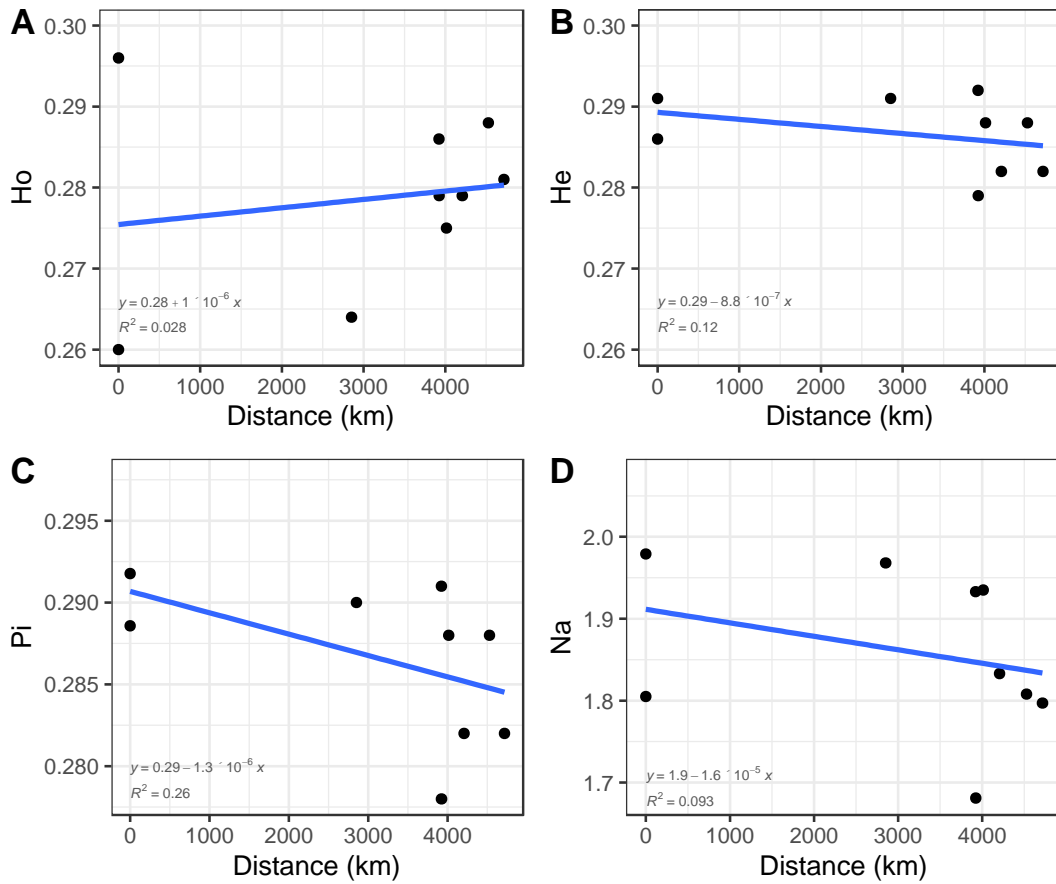 A
0.30
0.29
0.28
0.27
0.26
Ho
y = 0.28 + 1 ´ 10⁻⁶ x
R² = 0.028
0 1000 2000 3000 4000
Distance (km)
B
0.30
0.29
0.28
0.27
0.26
He
y = 0.29 − 8.8 ´ 10⁻⁷ x
R² = 0.12
0 1000 2000 3000 4000
Distance (km)
C
0.295
0.290
0.285
0.280
Pi
y = 0.29 − 1.3 ´ 10⁻⁶ x
R² = 0.26
0 1000 2000 3000 4000
Distance (km)
D
2.0
1.9
1.8
1.7
Na
y = 1.9 − 1.6 ´ 10⁻⁵ x
R² = 0.093
0 1000 2000 3000 4000
Distance (km)